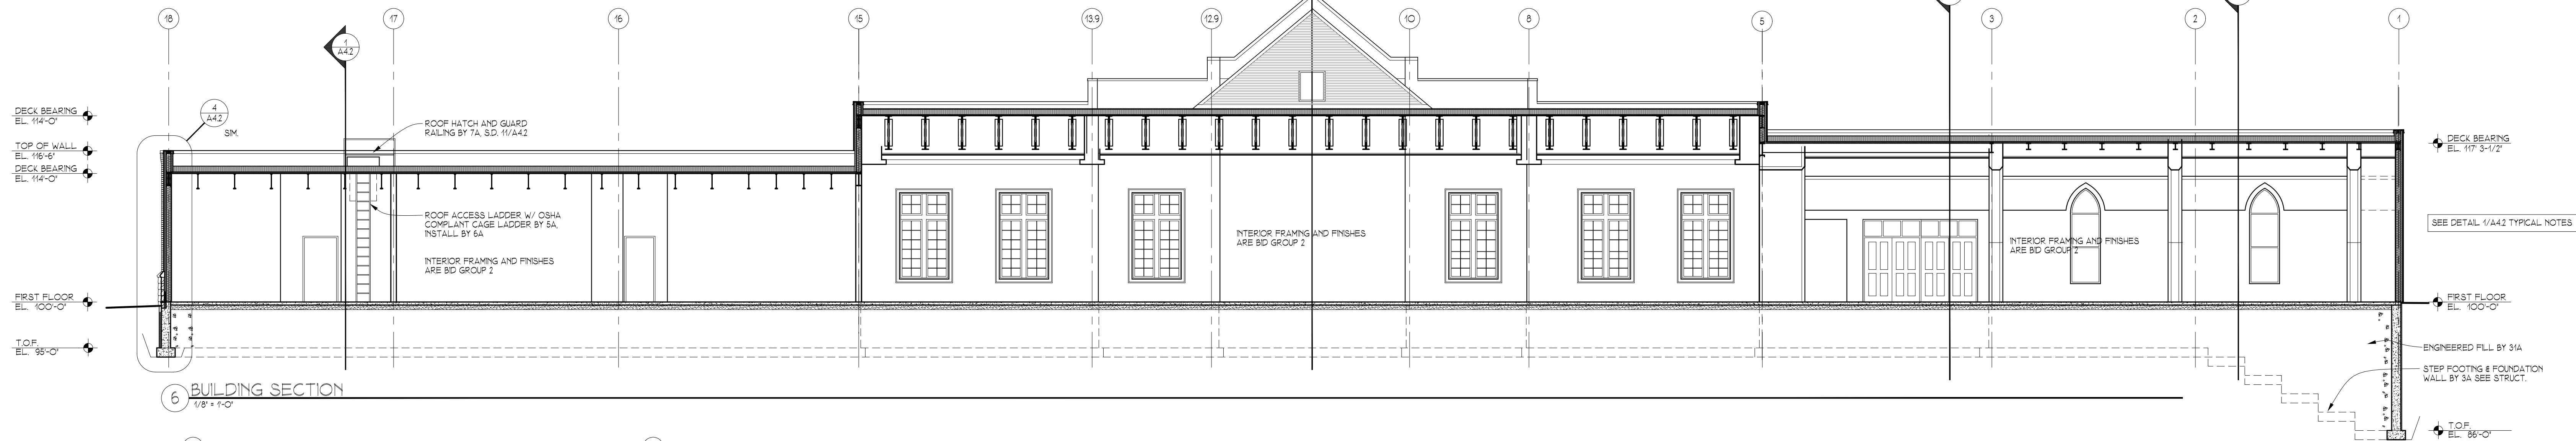 18
17
16
15
13.9
12.9
10
8
5
3
2
1
1
A4.2
4
A4.2
SIM.
DECK BEARING
EL. 114'-0"
TOP OF WALL
EL. 116'-6"
DECK BEARING
EL. 114'-0"
ROOF HATCH AND GUARD
RAILING BY 7A, S.D. 11/A4.2
ROOF ACCESS LADDER W/ OSHA
COMPLANT CAGE LADDER BY 5A,
INSTALL BY 6A
INTERIOR FRAMING AND FINISHES
ARE BID GROUP 2
INTERIOR FRAMING AND FINISHES
ARE BID GROUP 2
INTERIOR FRAMING AND FINISHES
ARE BID GROUP 2
DECK BEARING
EL. 117' 3-1/2"
SEE DETAIL 1/A4.2 TYPICAL NOTES
FIRST FLOOR
EL. 100'-0"
FIRST FLOOR
EL. 100'-0"
T.O.F.
EL. 95'-0"
ENGINEERED FILL BY 31A
STEP FOOTING & FOUNDATION
WALL BY 3A SEE STRUCT.
T.O.F.
EL. 86'-0"
6 BUILDING SECTION
1/8" = 1'-0"